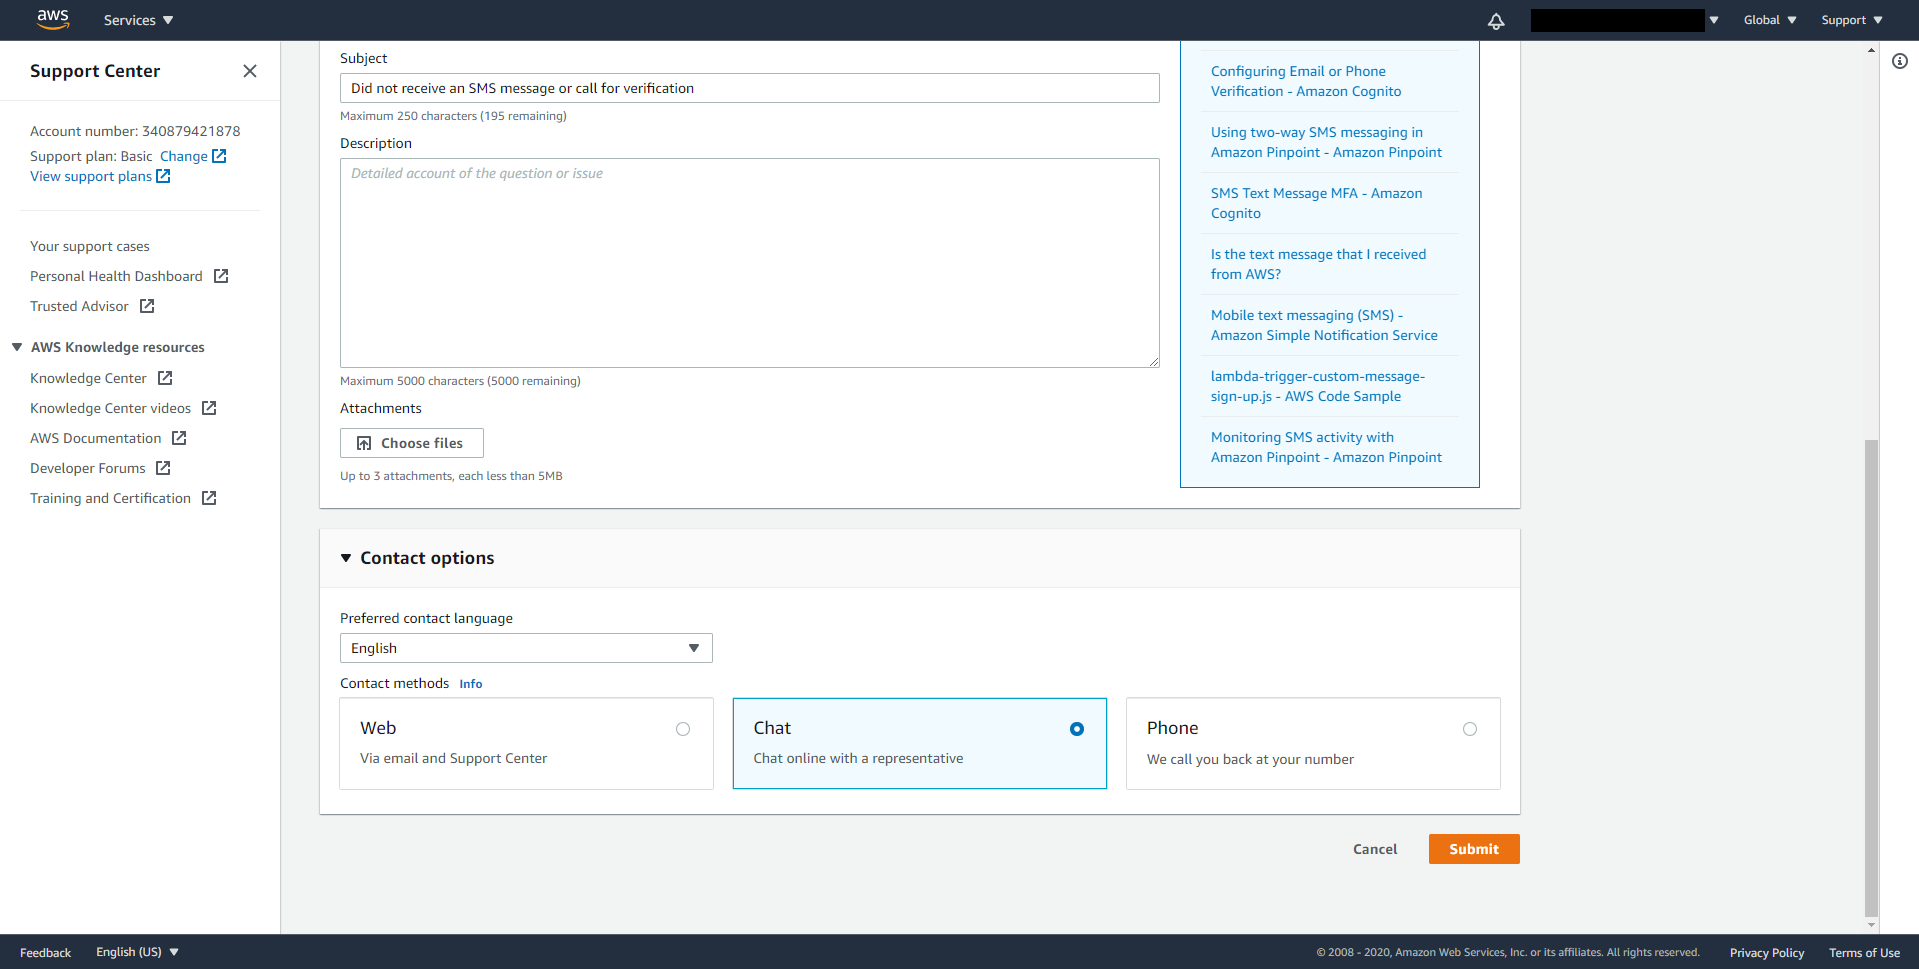 aws
Services
Global
Support
Support Center
Account number: 340879421878
Support plan: Basic Change
View support plans
Your support cases
Personal Health Dashboard
Trusted Advisor
AWS Knowledge resources
Knowledge Center
Knowledge Center videos
AWS Documentation
Developer Forums
Training and Certification
Subject
Did not receive an SMS message or call for verification
Maximum 250 characters (195 remaining)
Description
Detailed account of the question or issue
Maximum 5000 characters (5000 remaining)
Attachments
Choose files
Up to 3 attachments, each less than 5MB
Configuring Email or Phone
Verification - Amazon Cognito
Using two-way SMS messaging in
Amazon Pinpoint - Amazon Pinpoint
SMS Text Message MFA - Amazon
Cognito
Is the text message that I received
from AWS?
Mobile text messaging (SMS) -
Amazon Simple Notification Service
lambda-trigger-custom-message-
sign-up.js - AWS Code Sample
Monitoring SMS activity with
Amazon Pinpoint - Amazon Pinpoint
Contact options
Preferred contact language
English
Contact methods Info
Web
Via email and Support Center
Chat
Chat online with a representative
Phone
We call you back at your number
Cancel
Submit
Feedback
English (US)
© 2008 - 2020, Amazon Web Services, Inc. or its affiliates. All rights reserved.
Privacy Policy
Terms of Use